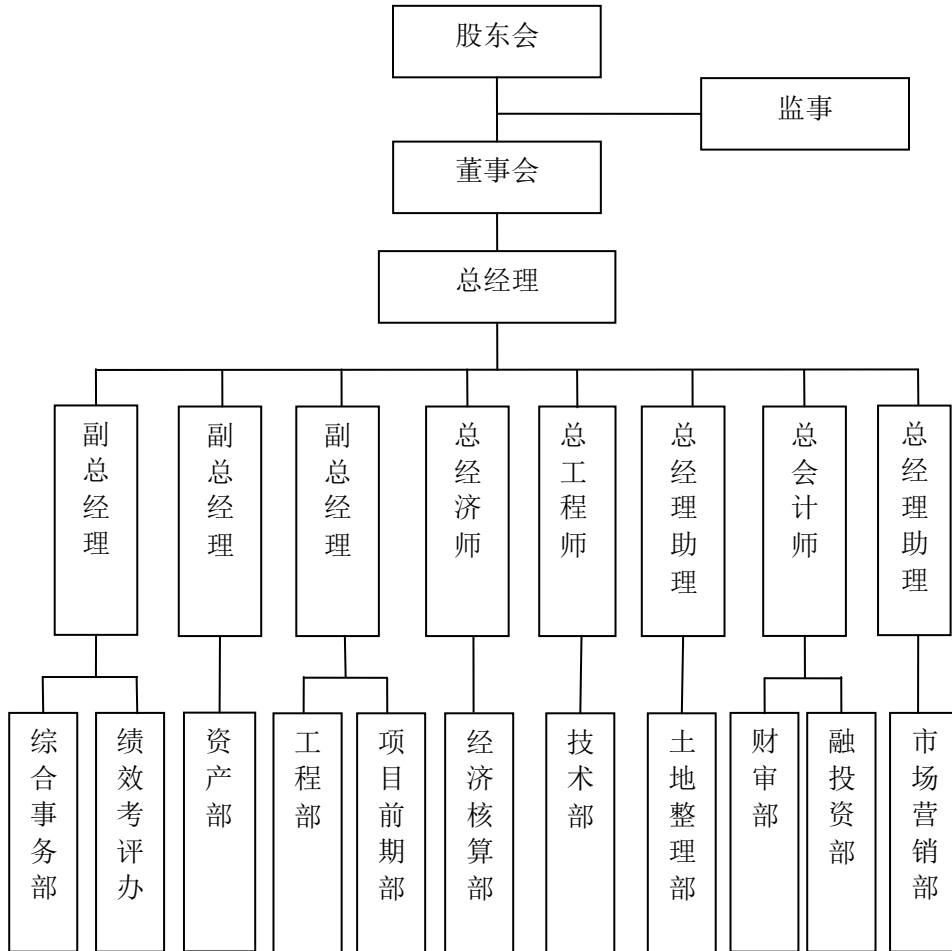 股东会
监事
董事会
总经理
副总经理
副总经理
副总经理
总经济师
总工程师
总经理助理
总会计师
总经理助理
综合事务部
绩效考评办
资产部
工程部
项目前期部
经济核算部
技术部
土地整理部
财审部
融投资部
市场营销部